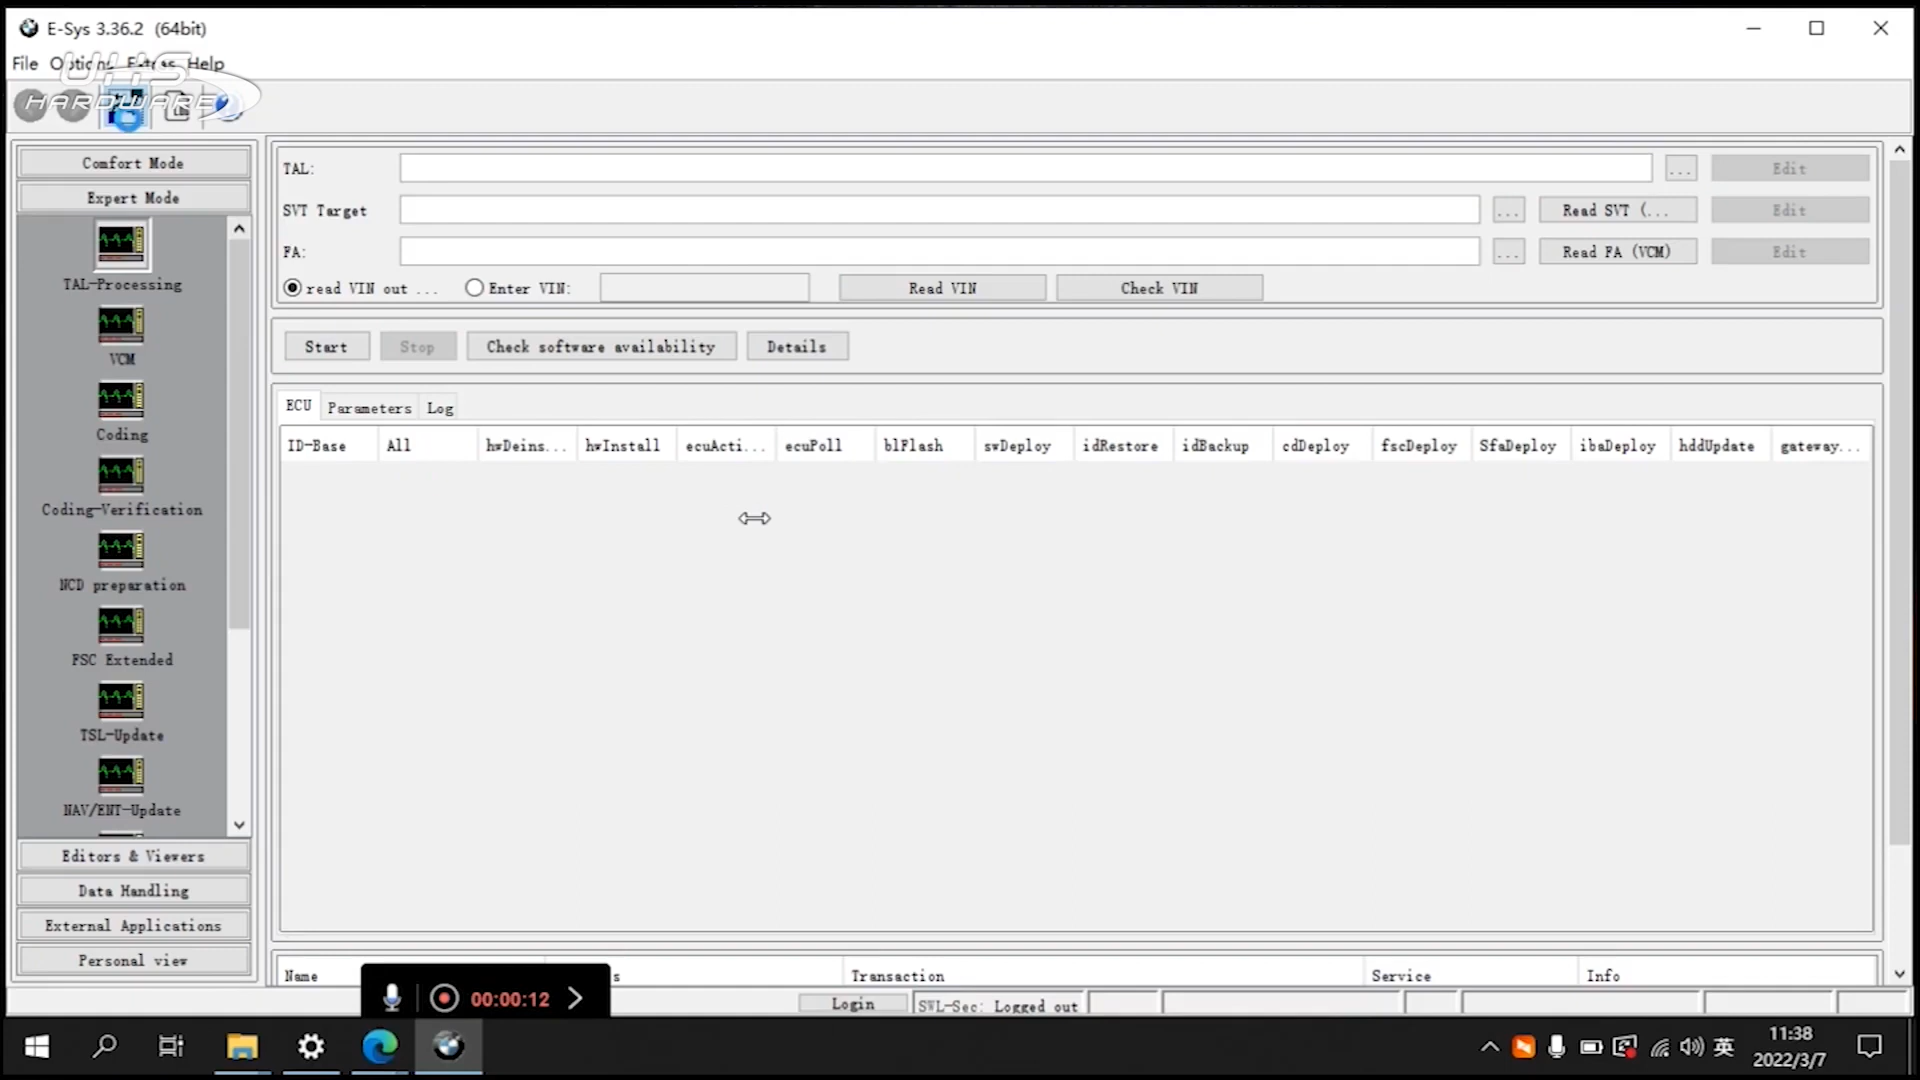 E-Sys 3.36.2 (64bit)
File Options Extras Help
UHS
HARDWARE
Comfort Mode
Expert Mode
TAL-Processing
VCM
Coding
Coding-Verification
NCD preparation
FSC Extended
TSL-Update
NAV/ENT-Update
Editors & Viewers
Data Handling
External Applications
Personal view
TAL: ... Edit
SVT Target ... Read SVT (... Edit
FA: ... Read FA (VCM) Edit
read VIN out ... Enter VIN: Read VIN Check VIN
Start Stop Check software availability Details
ECU Parameters Log
ID-Base All hwDeins... hwInstall ecuActi... ecuPoll blFlash swDeploy idRestore idBackup cdDeploy fscDeploy SfaDeploy ibaDeploy hddUpdate gateway...
Name s Transaction Service Info
00:00:12
Login SWL-Sec: Logged out
英 11:38
2022/3/7